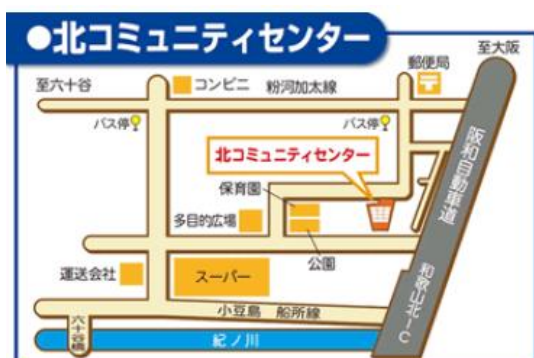 ●北コミュニティセンター
至大阪
郵便局
至六十谷
コンビニ
粉河加太線
バス停
バス停
阪和自動車道
北コミュニティセンター
保育園
多目的広場
公園
運送会社
スーパー
和歌山北IC
小豆島 船所線
六十谷橋
紀ノ川